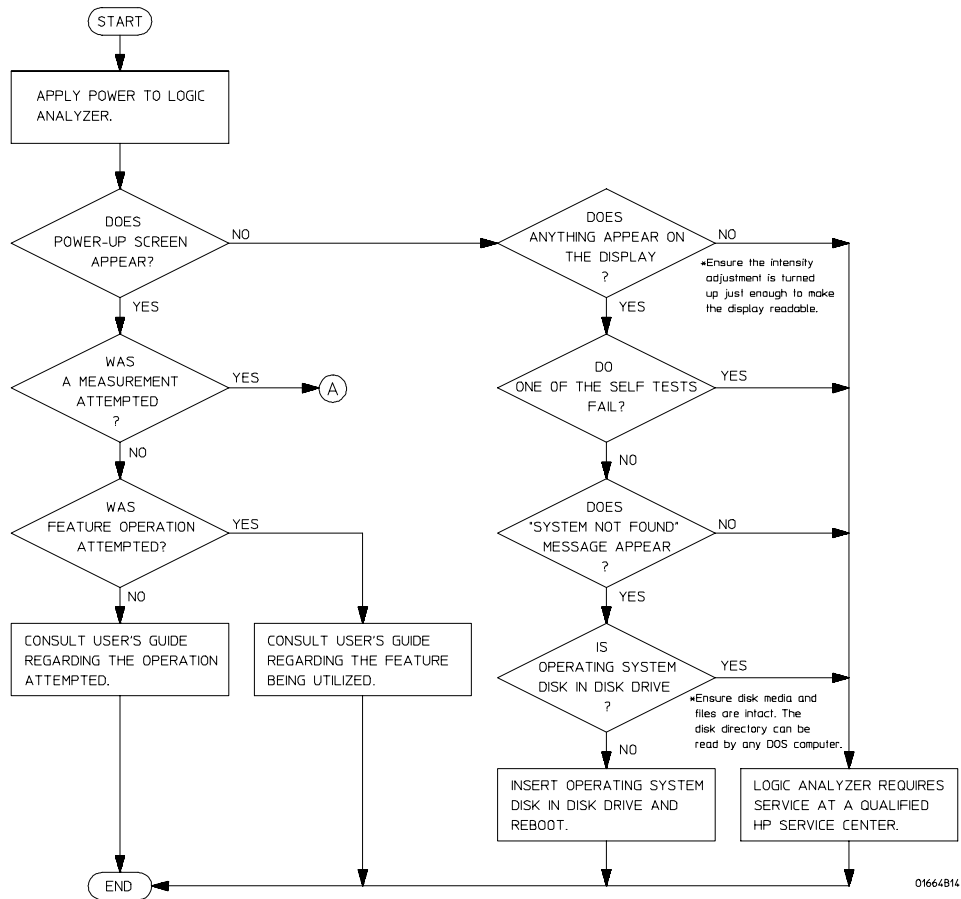 START
APPLY POWER TO LOGIC
ANALYZER.
DOES
POWER-UP SCREEN
APPEAR?
NO
YES
DOES
ANYTHING APPEAR ON
THE DISPLAY
?
NO
*Ensure the intensity
adjustment is turned
up just enough to make
the display readable.
YES
WAS
A MEASUREMENT
ATTEMPTED
?
YES
A
NO
DO
ONE OF THE SELF TESTS
FAIL?
YES
NO
WAS
FEATURE OPERATION
ATTEMPTED?
YES
NO
DOES
"SYSTEM NOT FOUND"
MESSAGE APPEAR
?
NO
YES
CONSULT USER'S GUIDE
REGARDING THE OPERATION
ATTEMPTED.
CONSULT USER'S GUIDE
REGARDING THE FEATURE
BEING UTILIZED.
IS
OPERATING SYSTEM
DISK IN DISK DRIVE
?
YES
*Ensure disk media and
files are intact. The
disk directory can be
read by any DOS computer.
NO
INSERT OPERATING SYSTEM
DISK IN DISK DRIVE AND
REBOOT.
LOGIC ANALYZER REQUIRES
SERVICE AT A QUALIFIED
HP SERVICE CENTER.
END
01664B14